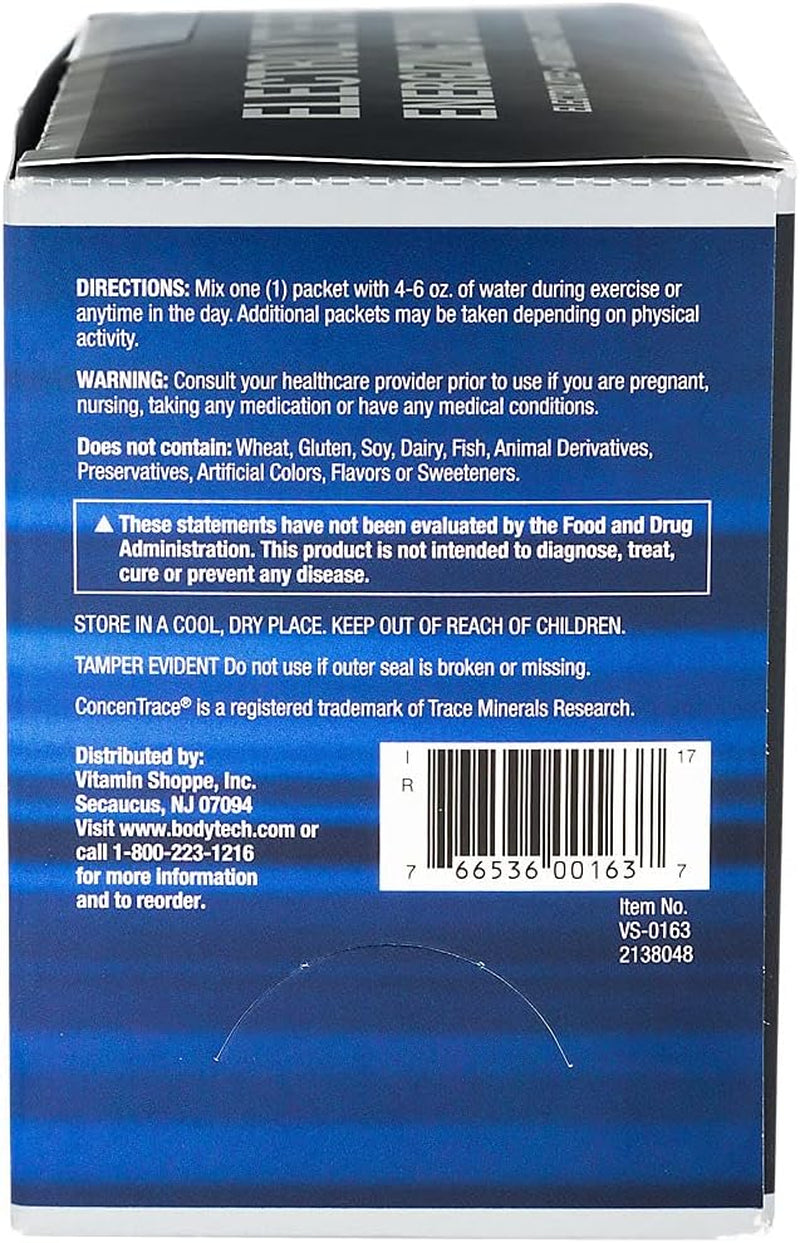 DIRECTIONS: Mix one (1) packet with 4-6 oz. of water during exercise or
anytime in the day. Additional packets may be taken depending on physical
activity.
WARNING: Consult your healthcare provider prior to use if you are pregnant,
nursing, taking any medication or have any medical conditions.
Does not contain: Wheat, Gluten, Soy, Dairy, Fish, Animal Derivatives,
Preservatives, Artificial Colors, Flavors or Sweeteners.
▲ These statements have not been evaluated by the Food and Drug
Administration. This product is not intended to diagnose, treat,
cure or prevent any disease.
STORE IN A COOL, DRY PLACE. KEEP OUT OF REACH OF CHILDREN.
TAMPER EVIDENT Do not use if outer seal is broken or missing.
ConcenTrace® is a registered trademark of Trace Minerals Research.
Distributed by:
Vitamin Shoppe, Inc.
Secaucus, NJ 07094
Visit www.bodytech.com or
call 1-800-223-1216
for more information
and to reorder.
I 17
R
7 66536 00163 7
Item No.
VS-0163
2138048